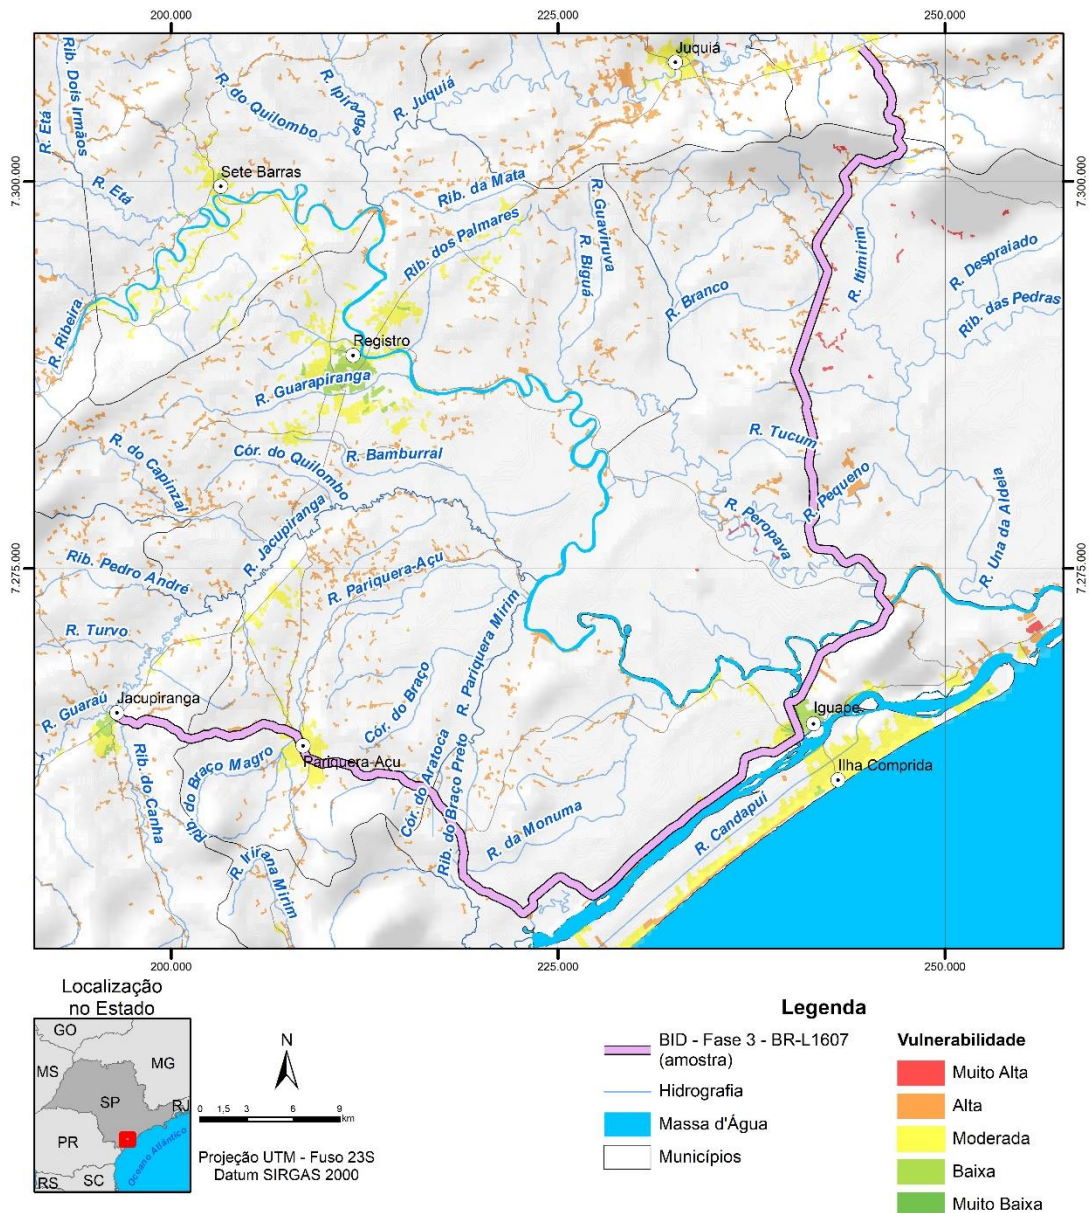 200.000
225.000
250.000
Juquiá
Rib. Dois Irmãos
R. Etá
R. do Quilombo
R. Ipiranga
R. Juquiá
7.300.000
7.300.000
Sete Barras
R. Etá
Rib. da Mata
Rib. dos Palmares
R. Guaviruva
R. Biguá
R. Branco
R. Itimirim
R. Despraiado
Rib. das Pedras
R. Ribeira
Registro
R. Guarapiranga
R. Tucum
R. do Capinzal
Cór. do Quilombo
R. Bamburral
R. Pequeno
R. Peropava
R. Una da Aldeia
R. Jacupiranga
7.275.000
7.275.000
Rib. Pedro André
R. Pariquera-Açu
R. Turvo
R. Pariquera Mirim
R. Guaraú
Jacupiranga
Cór. do Braço
Iguape
Pariquera-Açu
Ilha Comprida
Rib. do Canha
Rib. do Braço Magro
Cór. do Aratoca
Rib. do Braço Preto
R. da Monuma
R. Candapuí
R. Iririana Mirim
200.000
225.000
250.000
Localização
no Estado
GO
MS
MG
SP
RJ
PR
SC
RS
Oceano Atlântico
N
0 1,5 3 6 9
km
Projeção UTM - Fuso 23S
Datum SIRGAS 2000
Legenda
BID - Fase 3 - BR-L1607
(amostra)
Hidrografia
Massa d'Água
Municípios
Vulnerabilidade
Muito Alta
Alta
Moderada
Baixa
Muito Baixa